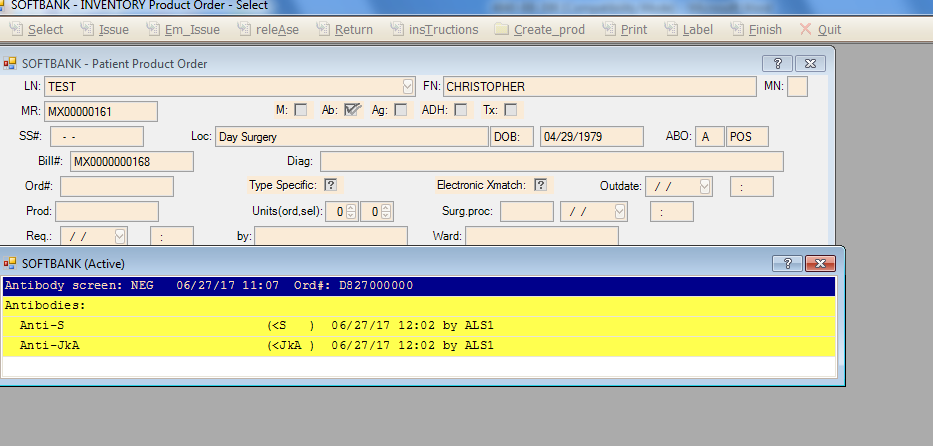 SOFTBANK - INVENTORY Product Order - Select
Select Issue Em_Issue releAse Return insTructions Create_prod Print Label Finish Quit
SOFTBANK - Patient Product Order ?
LN: TEST FN: CHRISTOPHER MN:
MR: MX00000161 M: Ab: Ag: ADH: Tx:
SS#: - - Loc: Day Surgery DOB: 04/29/1979 ABO: A POS
Bill#: MX0000000168 Diag:
Ord#: Type Specific: ? Electronic Xmatch: ? Outdate: / / :
Prod: Units(ord,sel): 0 0 Surg.proc: / / :
Req.: / / : by: Ward:
SOFTBANK (Active) ?
Antibody screen: NEG 06/27/17 11:07 Ord#: D827000000
Antibodies:
Anti-S (<S ) 06/27/17 12:02 by ALS1
Anti-JkA (<JkA ) 06/27/17 12:02 by ALS1